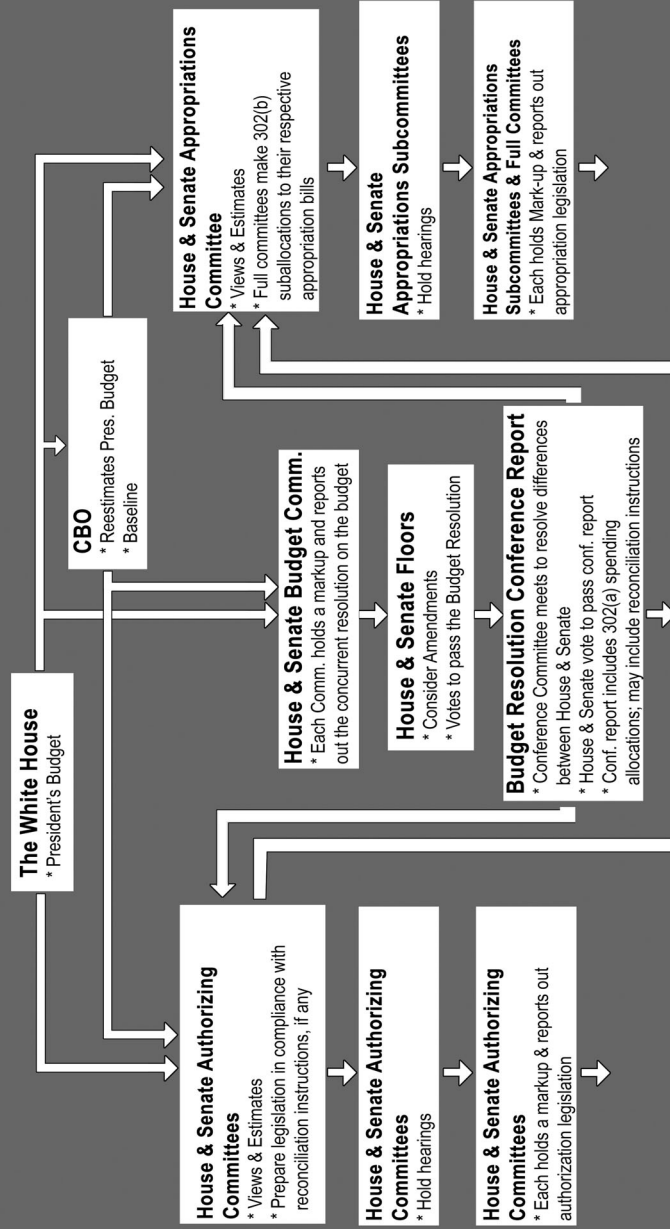 The White House
* President's Budget
CBO
* Reestimates Pres. Budget
* Baseline
House & Senate Authorizing
Committees
* Views & Estimates
* Prepare legislation in compliance with
reconciliation instructions, if any
House & Senate Authorizing
Committees
* Hold hearings
House & Senate Authorizing
Committees
* Each holds a markup & reports out
authorization legislation
House & Senate Budget Comm.
* Each Comm. holds a markup and reports
out the concurrent resolution on the budget
House & Senate Floors
* Consider Amendments
* Votes to pass the Budget Resolution
Budget Resolution Conference Report
* Conference Committee meets to resolve differences
between House & Senate
* House & Senate vote to pass conf. report
* Conf. report includes 302(a) spending
allocations; may include reconciliation instructions
House & Senate Appropriations
Committee
* Views & Estimates
* Full committees make 302(b)
suballocations to their respective
appropriation bills
House & Senate
Appropriations Subcommittees
* Hold hearings
House & Senate Appropriations
Subcommittees & Full Committees
* Each holds Mark-up & reports out
appropriation legislation